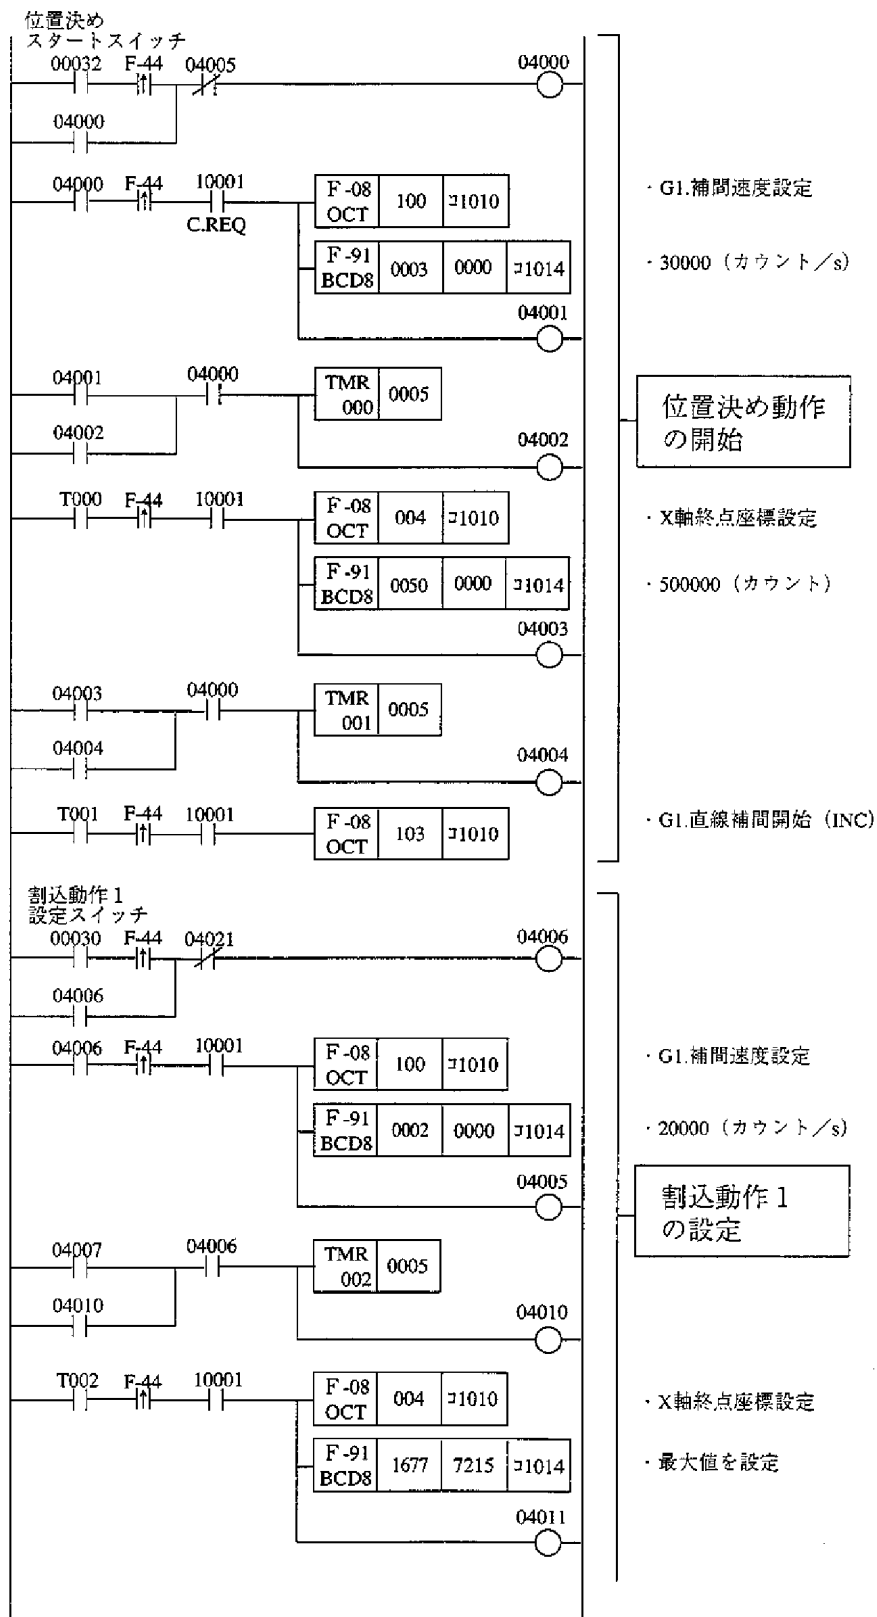 位置決め
スタートスイッチ
00032 F-44 04005 04000
04000
04000 F-44 10001 F-08 OCT 100 コ1010 ・G1.補間速度設定
C.REQ
F-91 BCD8 0003 0000 コ1014 ・30000（カウント／s）
04001
04001 04000 TMR 000 0005
位置決め動作
の開始
04002 04002
T000 F-44 10001 F-08 OCT 004 コ1010 ・X軸終点座標設定
F-91 BCD8 0050 0000 コ1014 ・500000（カウント）
04003
04003 04000 TMR 001 0005
04004 04004
T001 F-44 10001 F-08 OCT 103 コ1010 ・G1.直線補間開始（INC）
割込動作1
設定スイッチ
00030 F-44 04021 04006
04006
04006 F-44 10001 F-08 OCT 100 コ1010 ・G1.補間速度設定
F-91 BCD8 0002 0000 コ1014 ・20000（カウント／s）
04005
割込動作1
の設定
04007 04006 TMR 002 0005
04010 04010
T002 F-44 10001 F-08 OCT 004 コ1010 ・X軸終点座標設定
F-91 BCD8 1677 7215 コ1014 ・最大値を設定
04011